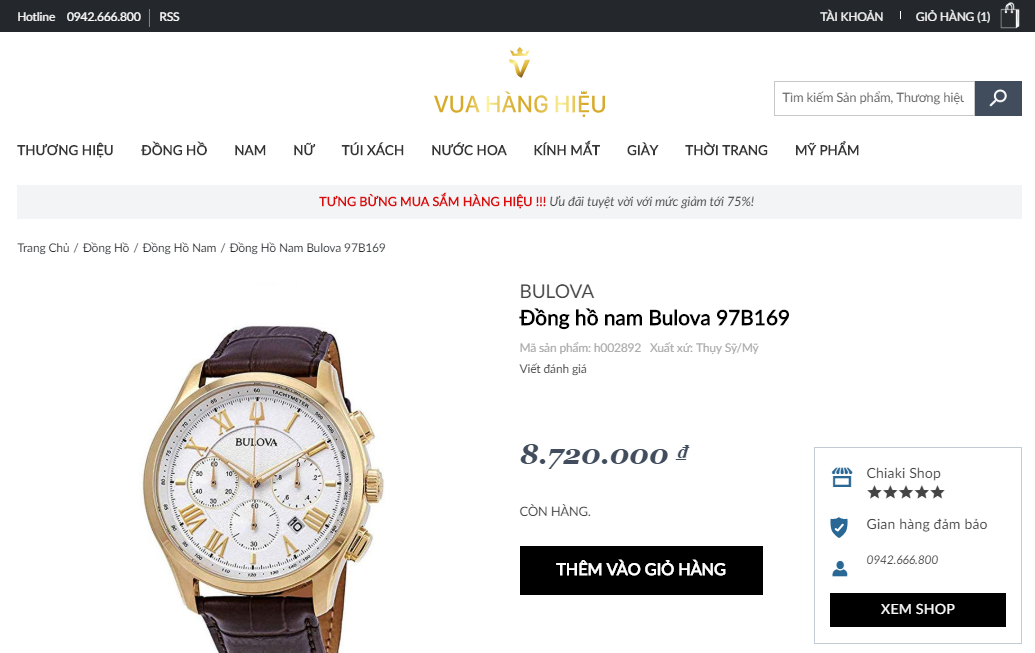 Hotline 0942.666.800 RSS
TÀI KHOẢN GIỎ HÀNG (1)
VUA HÀNG HIỆU
Tìm kiếm Sản phẩm, Thương hiệu
THƯƠNG HIỆU ĐỒNG HỒ NAM NỮ TÚI XÁCH NƯỚC HOA KÍNH MẮT GIÀY THỜI TRANG MỸ PHẨM
TƯNG BỪNG MUA SẮM HÀNG HIỆU !!! Ưu đãi tuyệt vời với mức giảm tới 75%!
Trang Chủ / Đồng Hồ / Đồng Hồ Nam / Đồng Hồ Nam Bulova 97B169
BULOVA
Đồng hồ nam Bulova 97B169
Mã sản phẩm: h002892 Xuất xứ: Thụy Sỹ/Mỹ
Viết đánh giá
8.720.000 ₫
CÒN HÀNG.
THÊM VÀO GIỎ HÀNG
Chiaki Shop
Gian hàng đảm bảo
0942.666.800
XEM SHOP
TACHYMETER
BULOVA